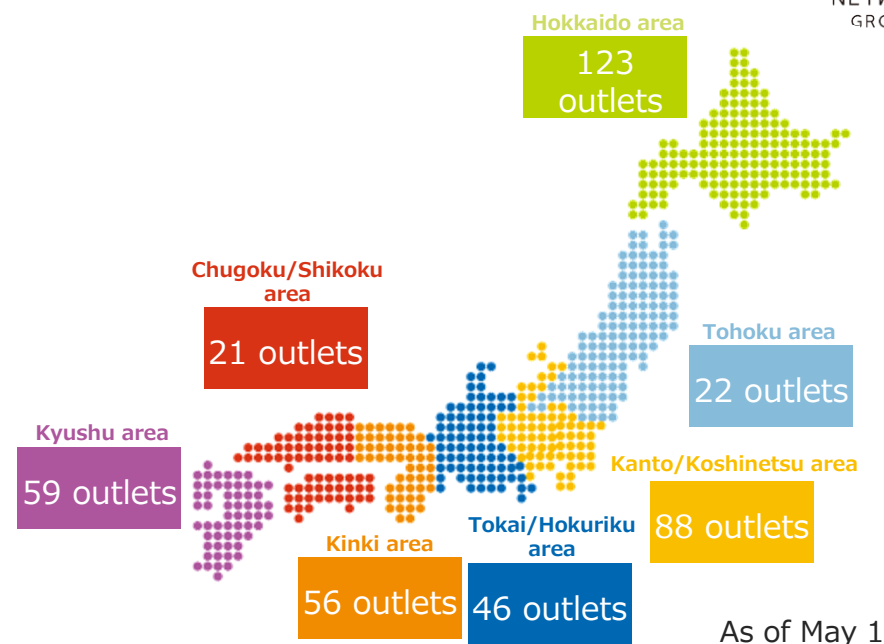 Hokkaido area
123
outlets
Chugoku/Shikoku
area
21 outlets
Tohoku area
22 outlets
Kyushu area
59 outlets
Kanto/Koshinetsu area
88 outlets
Tokai/Hokuriku
area
46 outlets
Kinki area
56 outlets
As of May 1